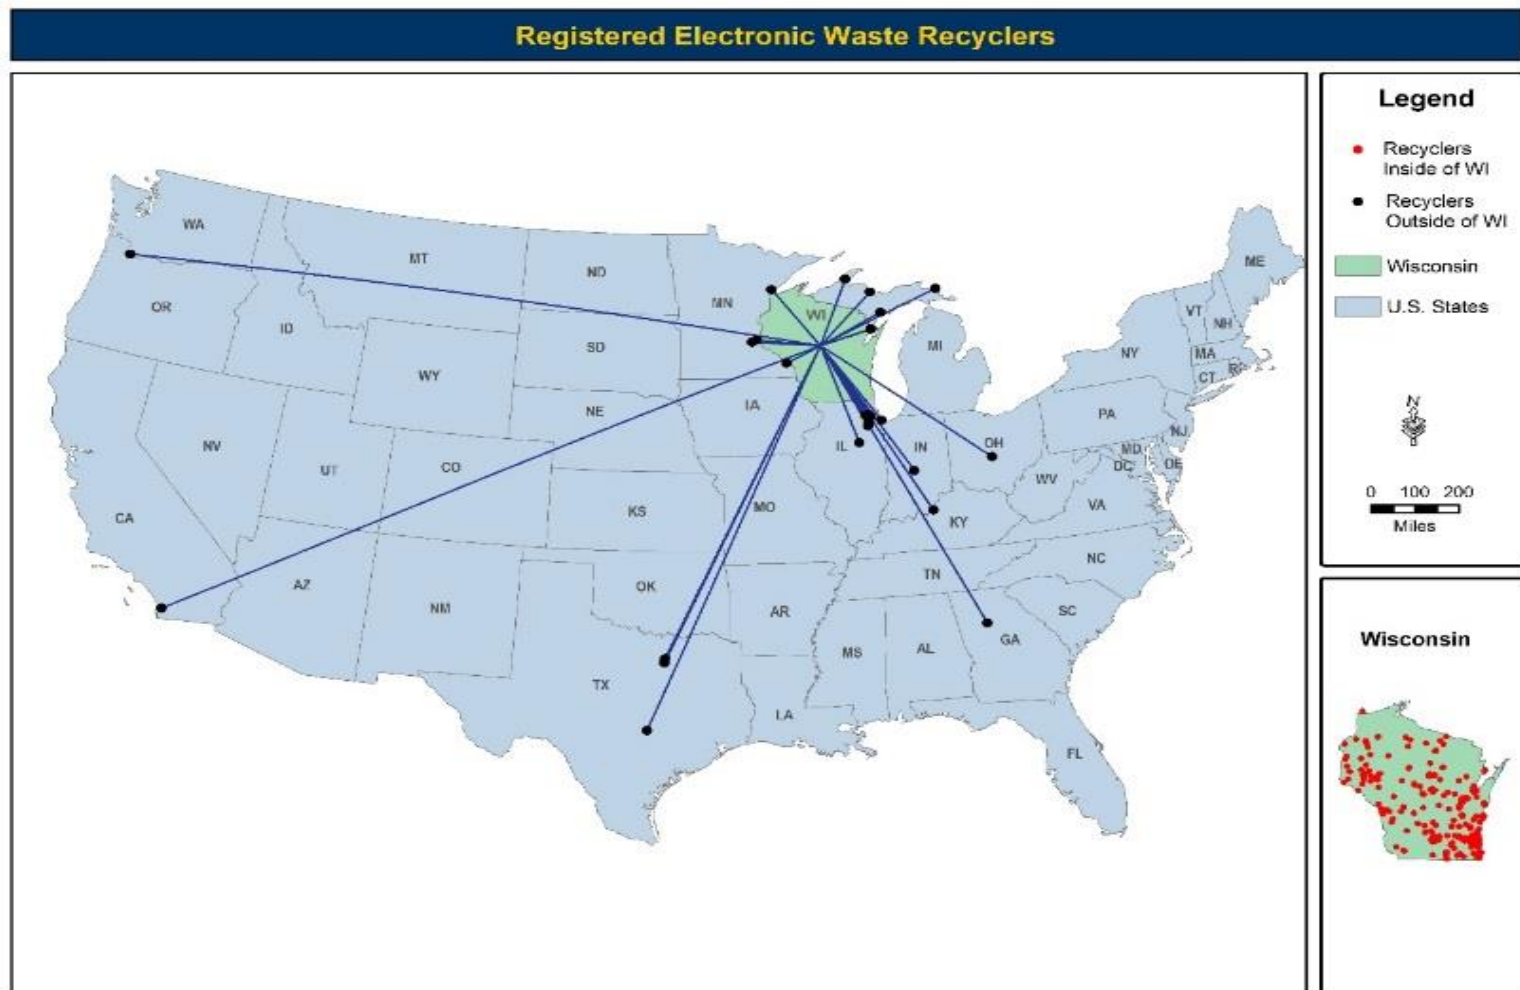 Registered Electronic Waste Recyclers
WA
MT
ND
MN
WI
ME
OR
ID
SD
WY
MI
NY
VT
NH
MA
CT
RI
IA
NE
PA
NJ
NV
UT
CO
IL
IN
OH
MD
DC
DE
WV
VA
CA
KS
MO
KY
NC
AZ
NM
OK
AR
TN
SC
MS
AL
GA
TX
LA
FL
Legend
Recyclers
Inside of WI
Recyclers
Outside of WI
Wisconsin
U.S. States
N
0 100 200
Miles
Wisconsin